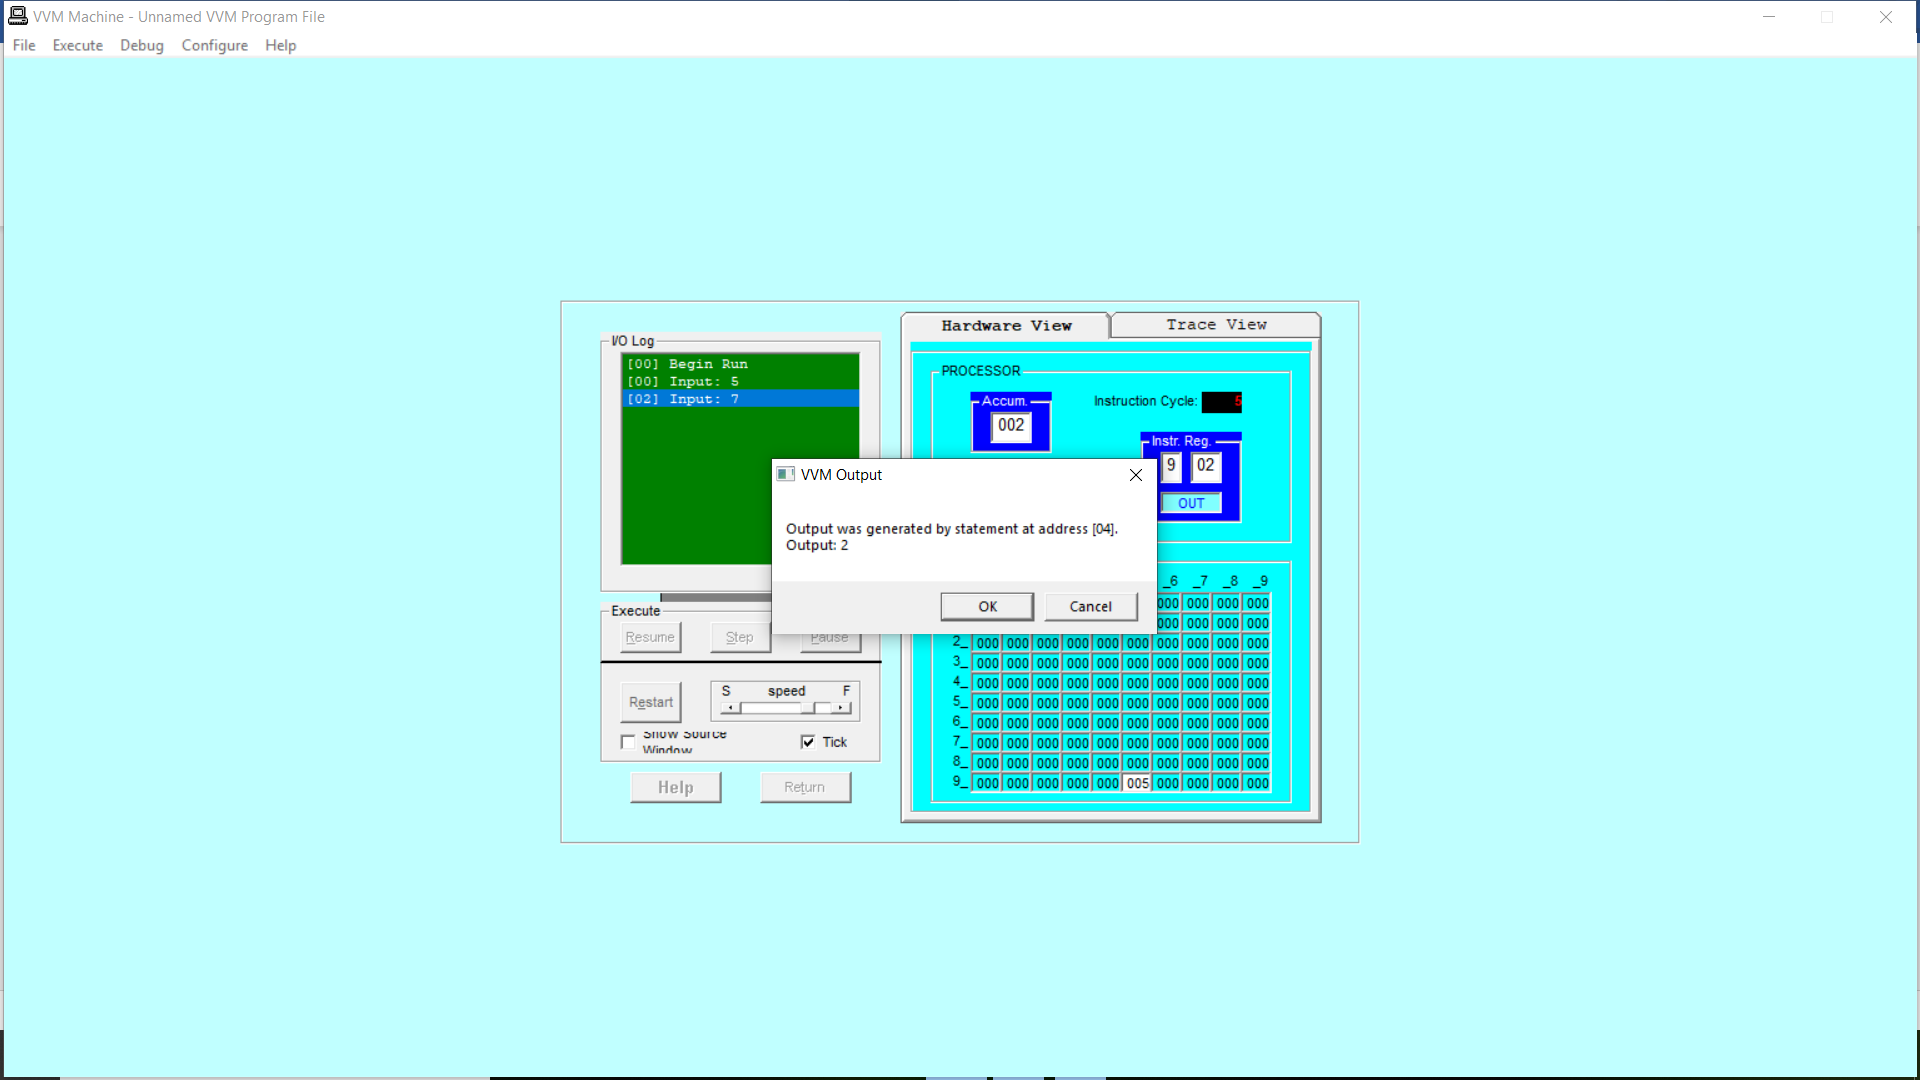 VVM Machine - Unnamed VVM Program File
File Execute Debug Configure Help
I/O Log
[00] Begin Run
[00] Input: 5
[02] Input: 7
Execute
Resume Step Pause
Restart
S speed F
Show Source
Window
Tick
Help Return
Hardware View Trace View
PROCESSOR
Accum.
002
Instruction Cycle: 5
Instr. Reg.
9 02
OUT
VVM Output
Output was generated by statement at address [04].
Output: 2
OK Cancel
_6 _7 _8 _9
000 000 000 000
000 000 000 000
2_ 000 000 000 000 000 000 000 000 000 000
3_ 000 000 000 000 000 000 000 000 000 000
4_ 000 000 000 000 000 000 000 000 000 000
5_ 000 000 000 000 000 000 000 000 000 000
6_ 000 000 000 000 000 000 000 000 000 000
7_ 000 000 000 000 000 000 000 000 000 000
8_ 000 000 000 000 000 000 000 000 000 000
9_ 000 000 000 000 000 005 000 000 000 000